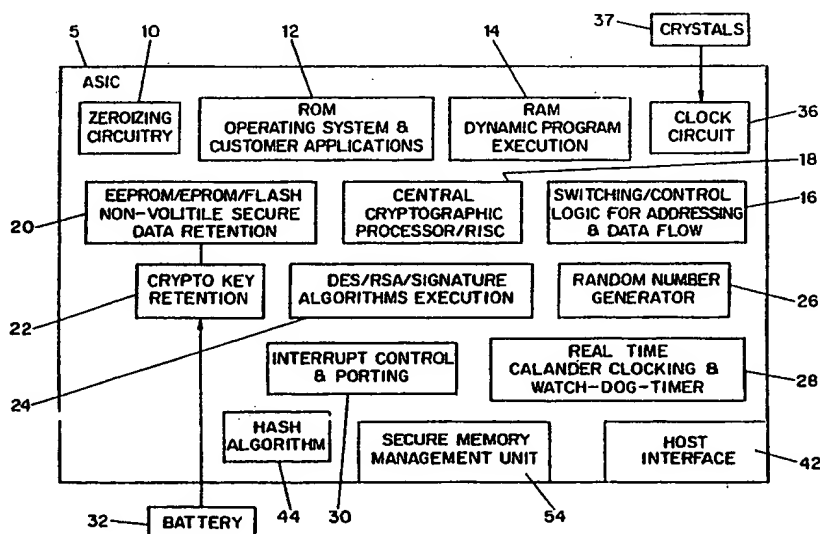 37
CRYSTALS
5
10
12
14
ASIC
ZEROIZING
CIRCUITRY
ROM
OPERATING SYSTEM &
CUSTOMER APPLICATIONS
RAM
DYNAMIC PROGRAM
EXECUTION
CLOCK
CIRCUIT
36
18
EEPROM/EPROM/FLASH
NON-VOLITILE SECURE
DATA RETENTION
CENTRAL
CRYPTOGRAPHIC
PROCESSOR/RISC
SWITCHING/CONTROL
LOGIC FOR ADDRESSING
& DATA FLOW
16
20
CRYPTO KEY
RETENTION
DES/RSA/SIGNATURE
ALGORITHMS EXECUTION
RANDOM NUMBER
GENERATOR
26
22
INTERRUPT CONTROL
& PORTING
REAL TIME
CALANDER CLOCKING &
WATCH-DOG-TIMER
28
24
HASH
ALGORITHM
SECURE MEMORY
MANAGEMENT UNIT
HOST
INTERFACE
42
32
BATTERY
44
30
54